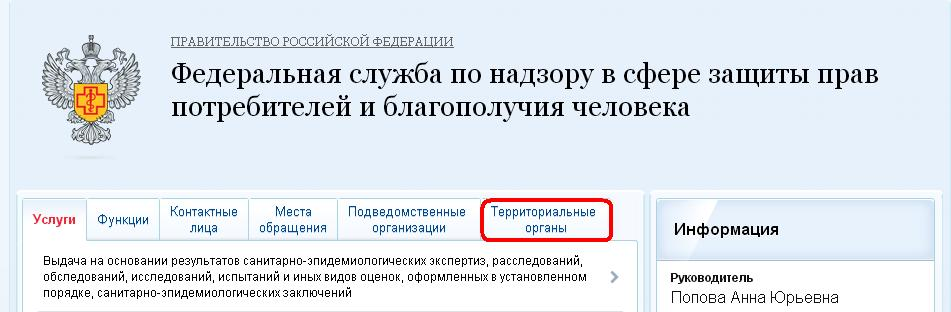 ПРАВИТЕЛЬСТВО РОССИЙСКОЙ ФЕДЕРАЦИИ
Федеральная служба по надзору в сфере защиты прав
потребителей и благополучия человека
Услуги
Функции
Контактные
лица
Места
обращения
Подведомственные
организации
Территориальные
органы
Выдача на основании результатов санитарно-эпидемиологических экспертиз, расследований,
обследований, исследований, испытаний и иных видов оценок, оформленных в установленном
порядке, санитарно-эпидемиологических заключений
Информация
Руководитель
Попова Анна Юрьевна